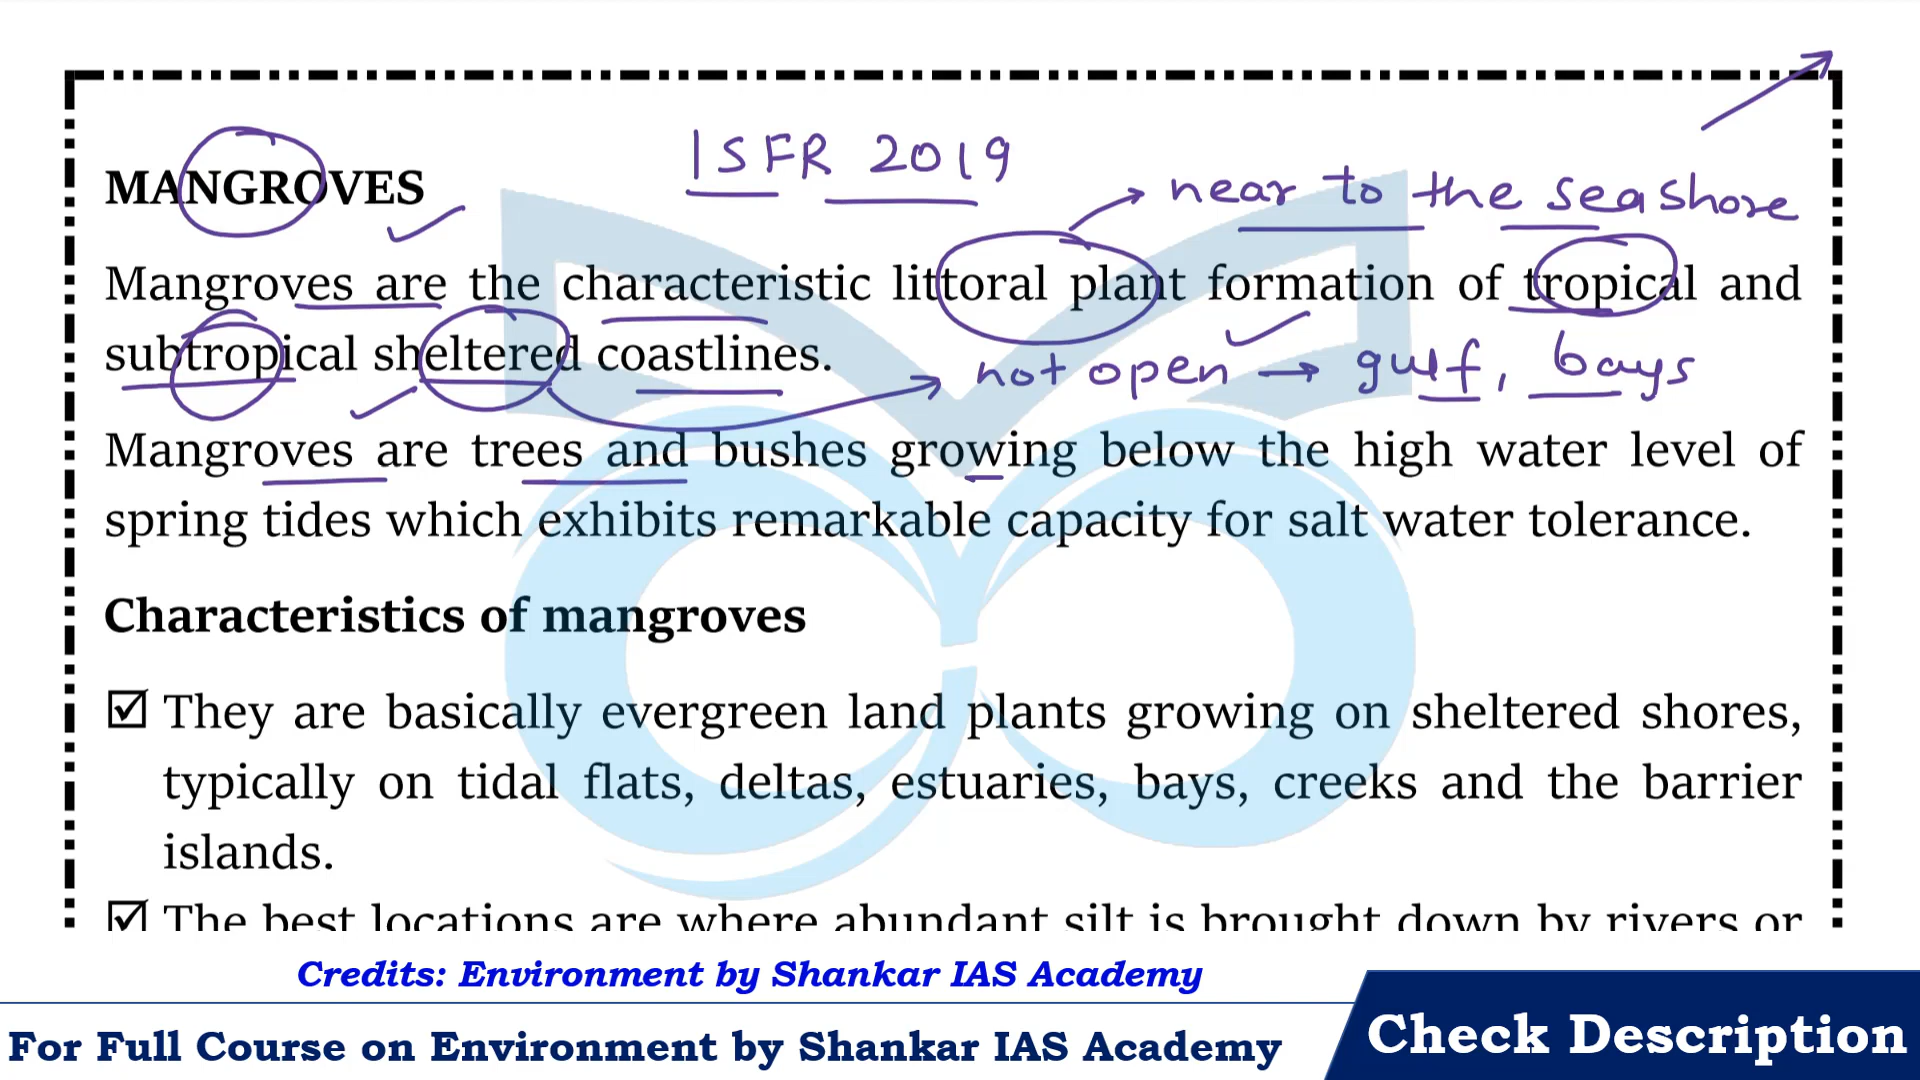 ISFR 2019
MANGROVES
→ near to the seashore
Mangroves are the characteristic littoral plant formation of tropical and
subtropical sheltered coastlines.
not open → gulf, bays
Mangroves are trees and bushes growing below the high water level of
spring tides which exhibits remarkable capacity for salt water tolerance.
Characteristics of mangroves
☑ They are basically evergreen land plants growing on sheltered shores,
typically on tidal flats, deltas, estuaries, bays, creeks and the barrier
islands.
☑ The best locations are where abundant silt is brought down by rivers or
Credits: Environment by Shankar IAS Academy
For Full Course on Environment by Shankar IAS Academy
Check Description